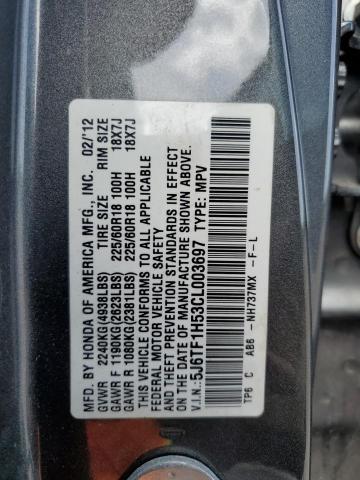 MFD. BY HONDA OF AMERICA MFG., INC. 02/'12
GVWR 2240KG(4938LBS) TIRE SIZE RIM SIZE
GAWR F 1190KG(2623LBS) 225/60R18 100H 18X7J
GAWR R 1080KG(2381LBS) 225/60R18 100H 18X7J
THIS VEHICLE CONFORMS TO ALL APPLICABLE
FEDERAL MOTOR VEHICLE SAFETY
AND THEFT PREVENTION STANDARDS IN EFFECT
ON THE DATE OF MANUFACTURE SHOWN ABOVE.
V.I.N.: 5J6TF1H53CL003697 TYPE: MPV
TP6 C AB6 -NH737MX -F-L